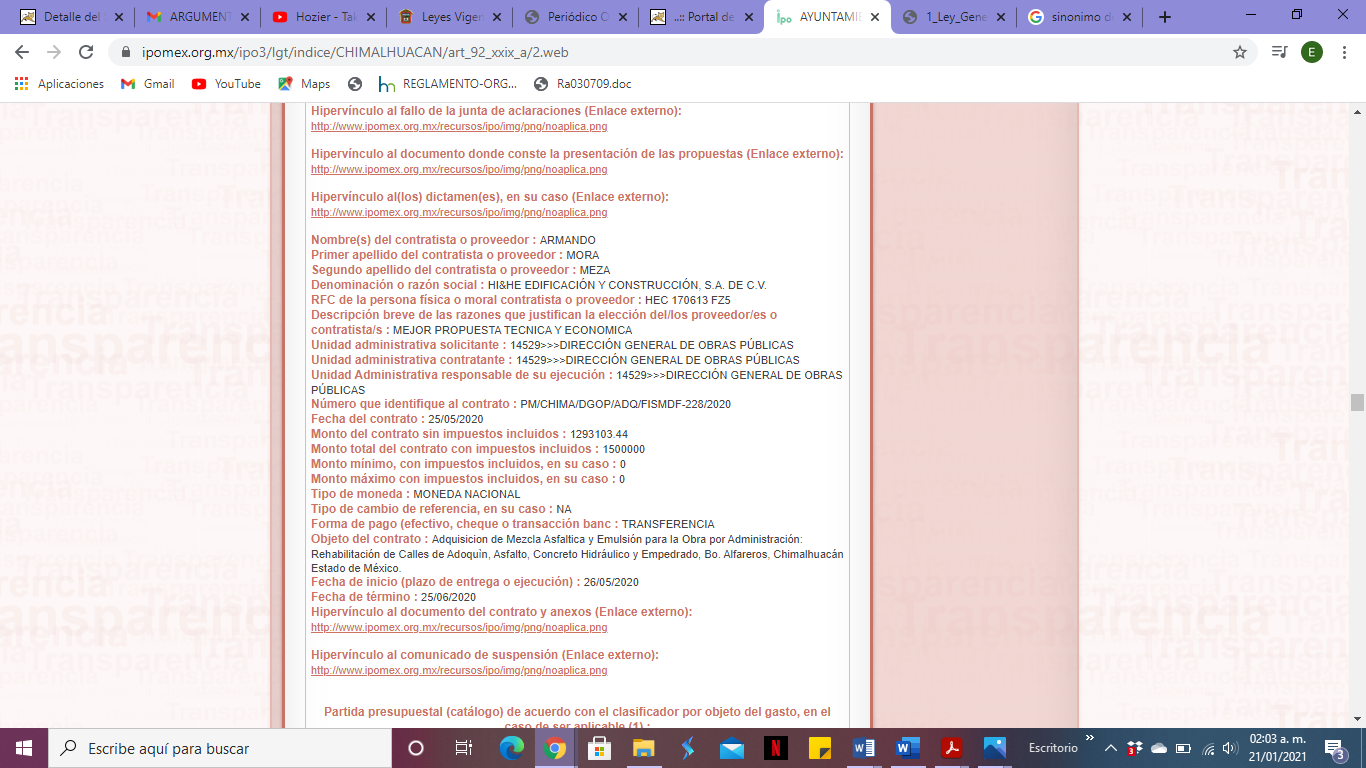 Detalle del
ARGUMENT
Hozier - Tak
Leyes Viger
Periódico O
..:: Portal de
AYUNTAMIE
1_Ley_Gene
sinonimo de
ipomex.org.mx/ipo3/lgt/indice/CHIMALHUACAN/art_92_xxix_a/2.web
E
Aplicaciones
Gmail
YouTube
Maps
REGLAMENTO-ORG...
Ra030709.doc
Hipervínculo al fallo de la junta de aclaraciones (Enlace externo):
http://www.ipomex.org.mx/recursos/ipo/img/png/noaplica.png
Hipervínculo al documento donde conste la presentación de las propuestas (Enlace externo):
http://www.ipomex.org.mx/recursos/ipo/img/png/noaplica.png
Hipervínculo al(los) dictamen(es), en su caso (Enlace externo):
http://www.ipomex.org.mx/recursos/ipo/img/png/noaplica.png
Nombre(s) del contratista o proveedor : ARMANDO
Primer apellido del contratista o proveedor : MORA
Segundo apellido del contratista o proveedor : MEZA
Denominación o razón social : HI&HE EDIFICACIÓN Y CONSTRUCCIÓN, S.A. DE C.V.
RFC de la persona física o moral contratista o proveedor : HEC 170613 FZ5
Descripción breve de las razones que justifican la elección del/los proveedor/es o
contratista/s : MEJOR PROPUESTA TECNICA Y ECONOMICA
Unidad administrativa solicitante : 14529>>>DIRECCIÓN GENERAL DE OBRAS PÚBLICAS
Unidad administrativa contratante : 14529>>>DIRECCIÓN GENERAL DE OBRAS PÚBLICAS
Unidad Administrativa responsable de su ejecución : 14529>>>DIRECCIÓN GENERAL DE OBRAS
PÚBLICAS
Número que identifique al contrato : PM/CHIMA/DGOP/ADQ/FISMDF-228/2020
Fecha del contrato : 25/05/2020
Monto del contrato sin impuestos incluidos : 1293103.44
Monto total del contrato con impuestos incluidos : 1500000
Monto mínimo, con impuestos incluidos, en su caso : 0
Monto máximo con impuestos incluidos, en su caso : 0
Tipo de moneda : MONEDA NACIONAL
Tipo de cambio de referencia, en su caso : NA
Forma de pago (efectivo, cheque o transacción banc : TRANSFERENCIA
Objeto del contrato : Adquisicion de Mezcla Asfaltica y Emulsión para la Obra por Administración:
Rehabilitación de Calles de Adoquìn, Asfalto, Concreto Hidráulico y Empedrado, Bo. Alfareros, Chimalhuacán
Estado de México.
Fecha de inicio (plazo de entrega o ejecución) : 26/05/2020
Fecha de término : 25/06/2020
Hipervínculo al documento del contrato y anexos (Enlace externo):
http://www.ipomex.org.mx/recursos/ipo/img/png/noaplica.png
Hipervínculo al comunicado de suspensión (Enlace externo):
http://www.ipomex.org.mx/recursos/ipo/img/png/noaplica.png
Partida presupuestal (catálogo) de acuerdo con el clasificador por objeto del gasto, en el
caso de ser aplicable (1) :
Escribe aquí para buscar
Escritorio
02:03 a. m.
21/01/2021
3